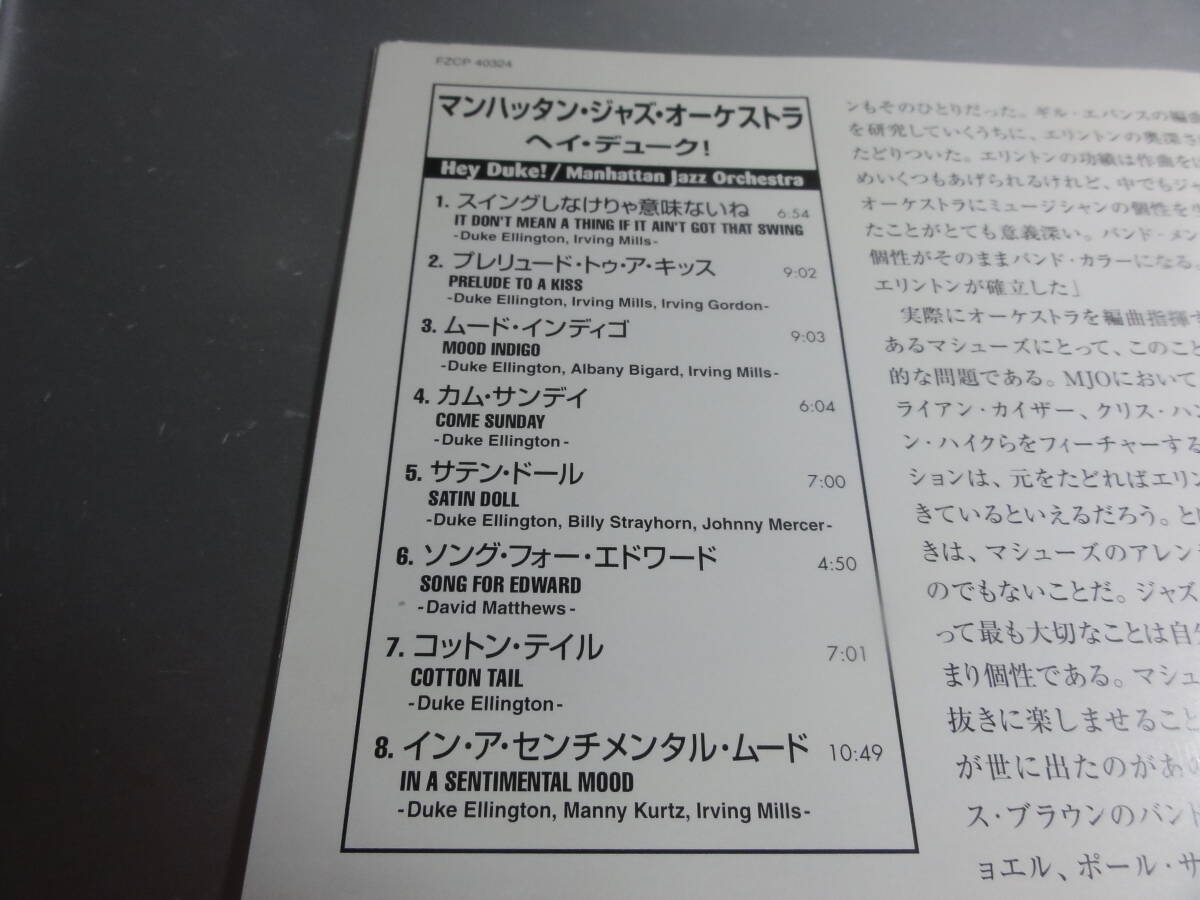 FZCP 40324
マンハッタン・ジャズ・オーケストラ
ヘイ・デューク!
Hey Duke! / Manhattan Jazz Orchestra
1. スイングしなけりゃ意味ないね 6:54
IT DON'T MEAN A THING IF IT AIN'T GOT THAT SWING
-Duke Ellington, Irving Mills-
2. プレリュード・トゥ・ア・キッス 9:02
PRELUDE TO A KISS
-Duke Ellington, Irving Mills, Irving Gordon-
3. ムード・インディゴ 9:03
MOOD INDIGO
-Duke Ellington, Albany Bigard, Irving Mills-
4. カム・サンデイ 6:04
COME SUNDAY
-Duke Ellington-
5. サテン・ドール 7:00
SATIN DOLL
-Duke Ellington, Billy Strayhorn, Johnny Mercer-
6. ソング・フォー・エドワード 4:50
SONG FOR EDWARD
-David Matthews-
7. コットン・テイル 7:01
COTTON TAIL
-Duke Ellington-
8. イン・ア・センチメンタル・ムード 10:49
IN A SENTIMENTAL MOOD
-Duke Ellington, Manny Kurtz, Irving Mills-
ンもそのひとりだった。ギル・エバンスの編曲
を研究していくうちに、エリントンの奥深さ
たどりついた。エリントンの功績は作曲を
めいくつもあげられるけれど、中でもジ
オーケストラにミュージシャンの個性を
たことがとても意義深い。バンド・メン
個性がそのままバンド・カラーになる。
エリントンが確立した」
実際にオーケストラを編曲指揮す
あるマシューズにとって、このこと
的な問題である。MJOにおいて
ライアン・カイザー、クリス・ハン
ン・ハイクらをフィーチャーする
ションは、元をたどればエリン
きているといえるだろう。と
きは、マシューズのアレン
のでもないことだ。ジャズ
って最も大切なことは自
まり個性である。マシュ
抜きに楽しませること
が世に出たのがあの
ス・ブラウンのバンド
ョエル、ポール・サ